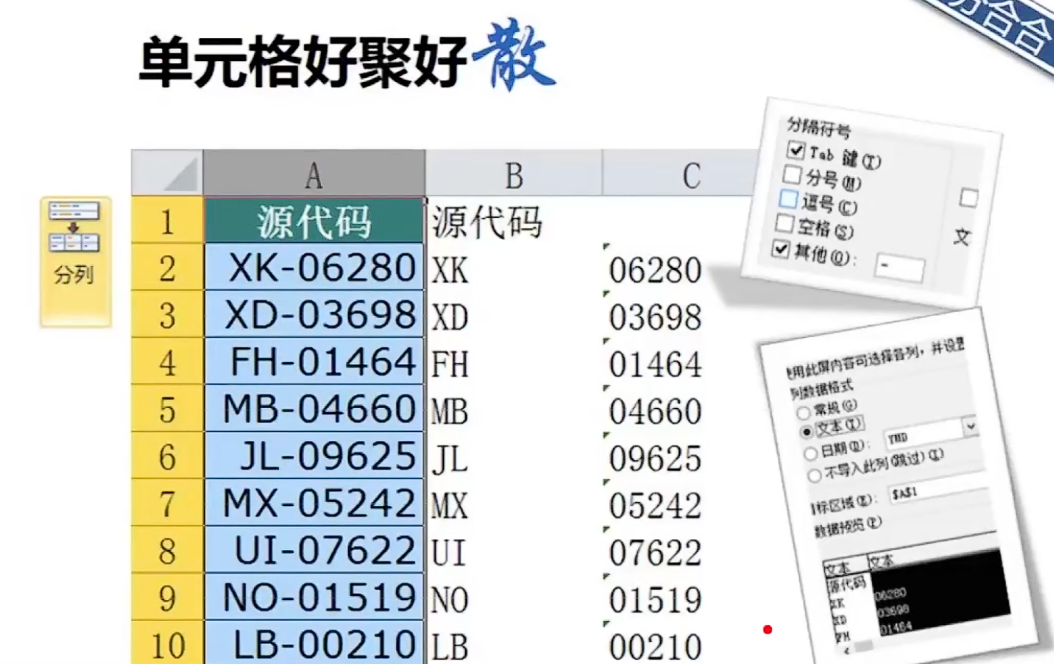 分合合
单元格好聚好散
分列
A B C
1 源代码 源代码
2 XK-06280 XK 06280
3 XD-03698 XD 03698
4 FH-01464 FH 01464
5 MB-04660 MB 04660
6 JL-09625 JL 09625
7 MX-05242 MX 05242
8 UI-07622 UI 07622
9 NO-01519 NO 01519
10 LB-00210 LB 00210
分隔符号
Tab 键(T)
分号(M)
逗号(C)
空格(S)
其他(O): -
文
使用此屏内容可选择各列，并设置
列数据格式
常规(G)
文本(T)
日期(D): YMD
不导入此列(跳过)(I)
目标区域(E): $A$1
数据预览(P)
文本 文本
源代码
XK 06280
XD 03698
FH 01464